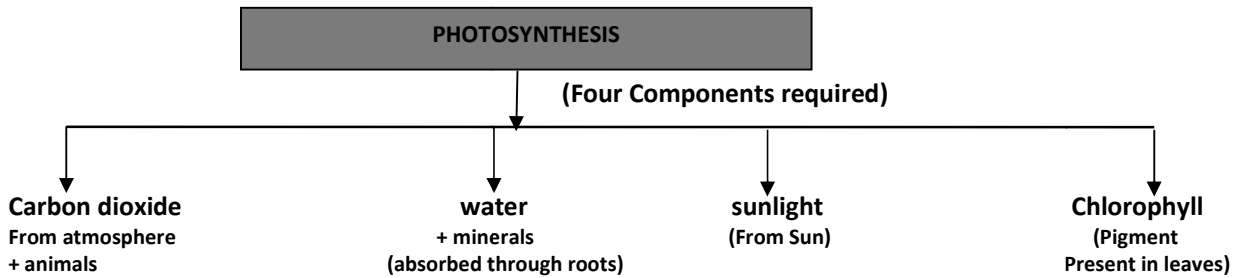 PHOTOSYNTHESIS
(Four Components required)
Carbon dioxide
From atmosphere
+ animals
water
+ minerals
(absorbed through roots)
sunlight
(From Sun)
Chlorophyll
(Pigment
Present in leaves)